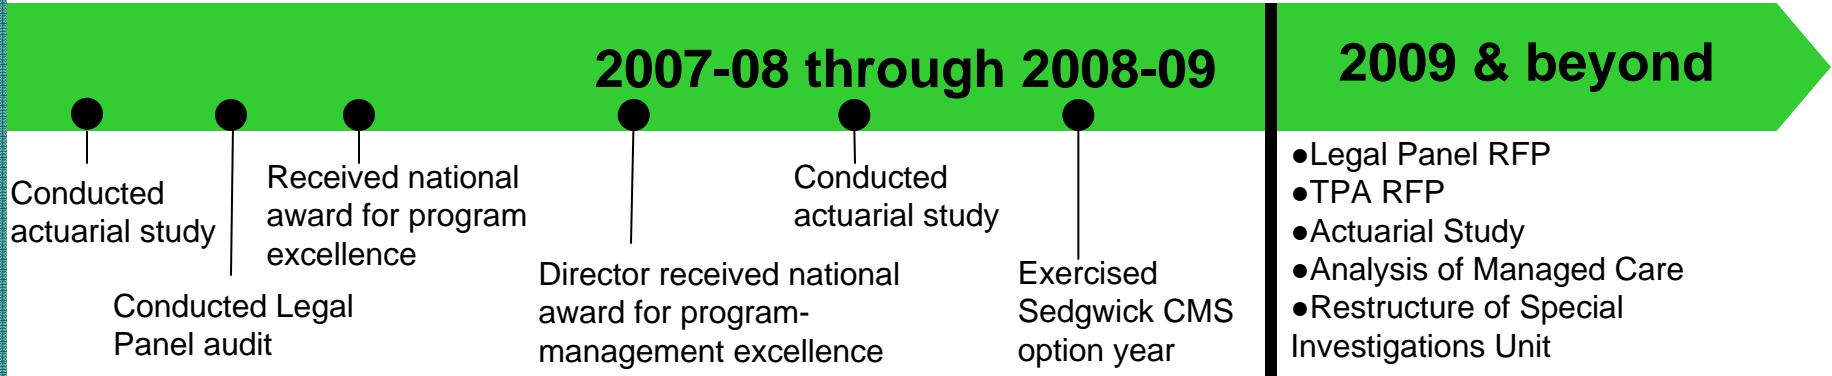 2007-08 through 2008-09
2009 & beyond
Conducted
actuarial study
Conducted Legal
Panel audit
Received national
award for program
excellence
Director received national
award for program-
management excellence
Conducted
actuarial study
Exercised
Sedgwick CMS
option year
●Legal Panel RFP
●TPA RFP
●Actuarial Study
●Analysis of Managed Care
●Restructure of Special
Investigations Unit